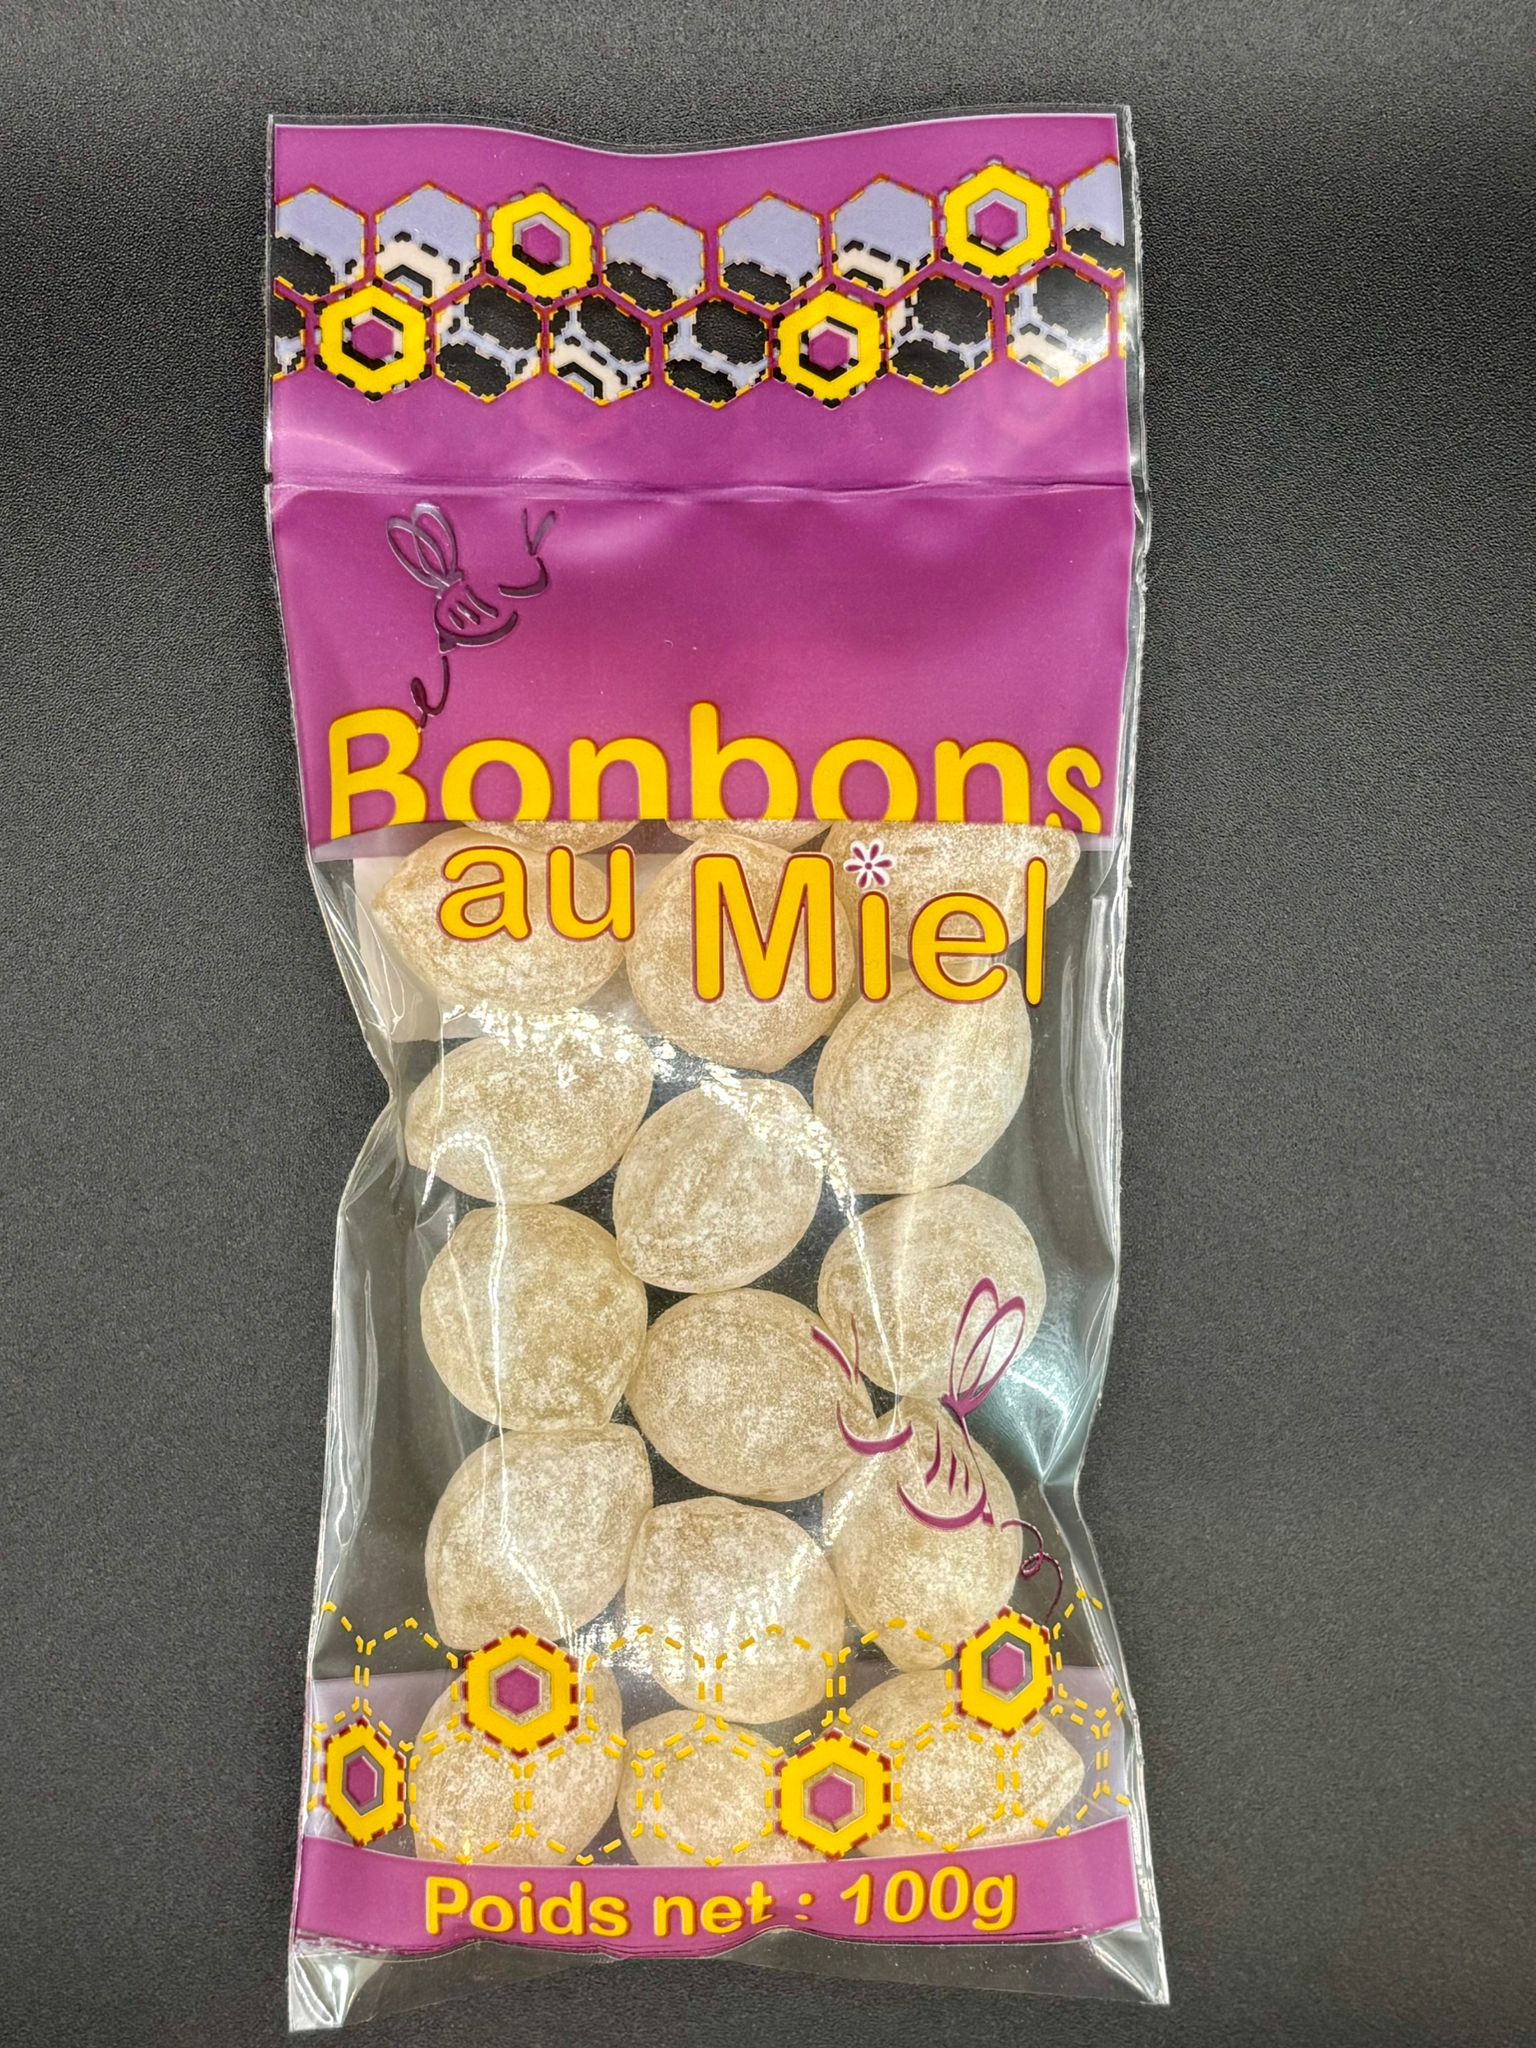 Bonbons
au Miel
Poids net : 100g